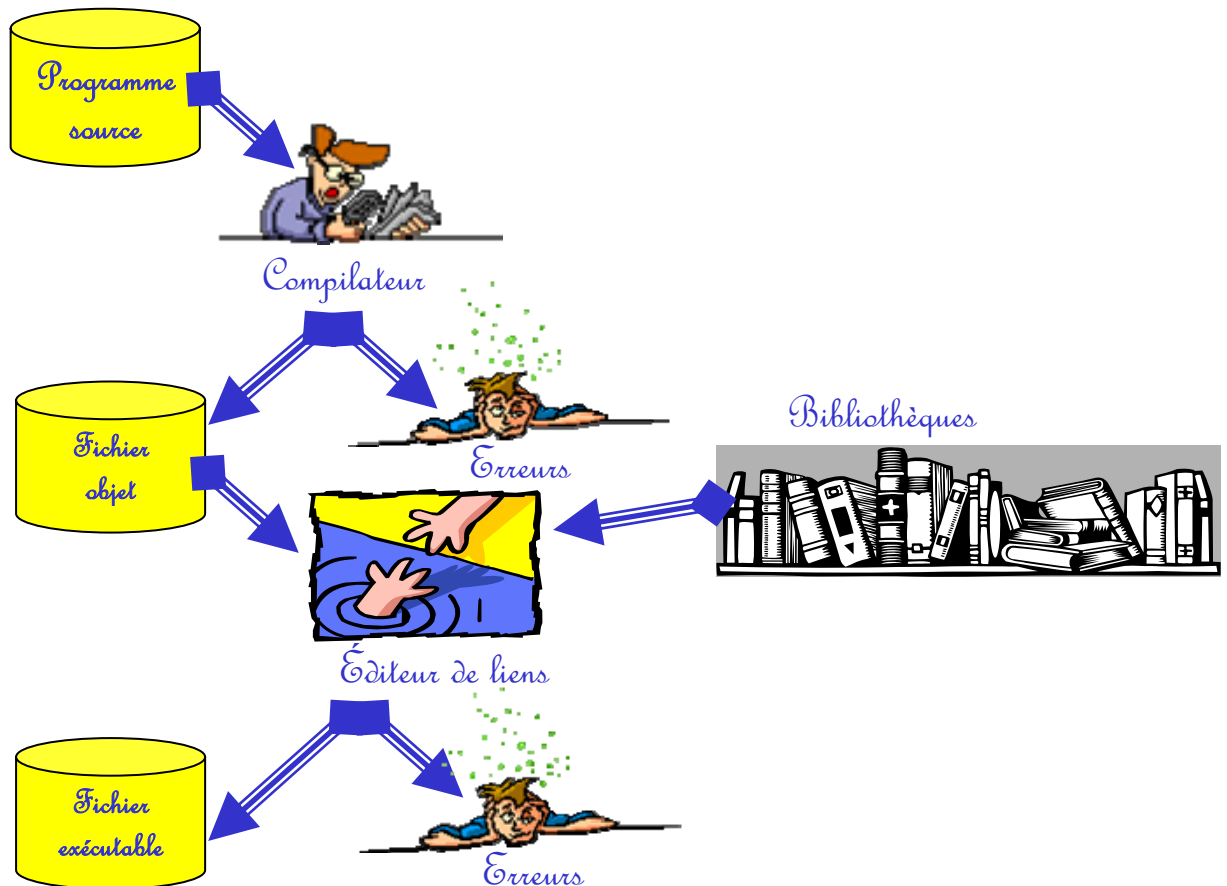 Programme
source
Compilateur
Fichier
objet
Erreurs
Bibliothèques
Éditeur de liens
Fichier
exécutable
Erreurs